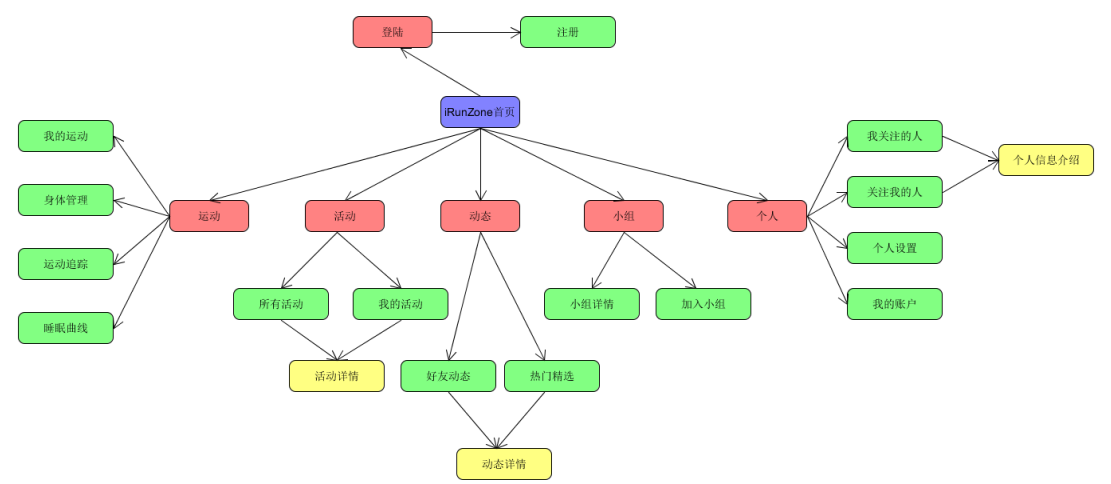 登陆
注册
iRunZone首页
我的运动
我关注的人
个人信息介绍
身体管理
关注我的人
运动
活动
动态
小组
个人
运动追踪
个人设置
所有活动
我的活动
小组详情
加入小组
我的账户
睡眠曲线
活动详情
好友动态
热门精选
动态详情